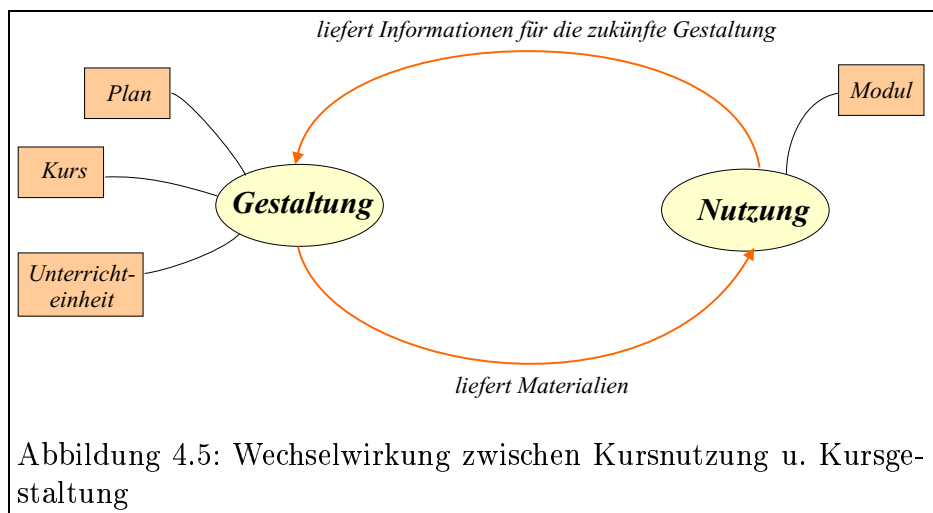 liefert Informationen für die zukünfte Gestaltung
Plan
Modul
Kurs
Gestaltung
Nutzung
Unterricht-
einheit
liefert Materialien
Abbildung 4.5: Wechselwirkung zwischen Kursnutzung u. Kursge-
staltung